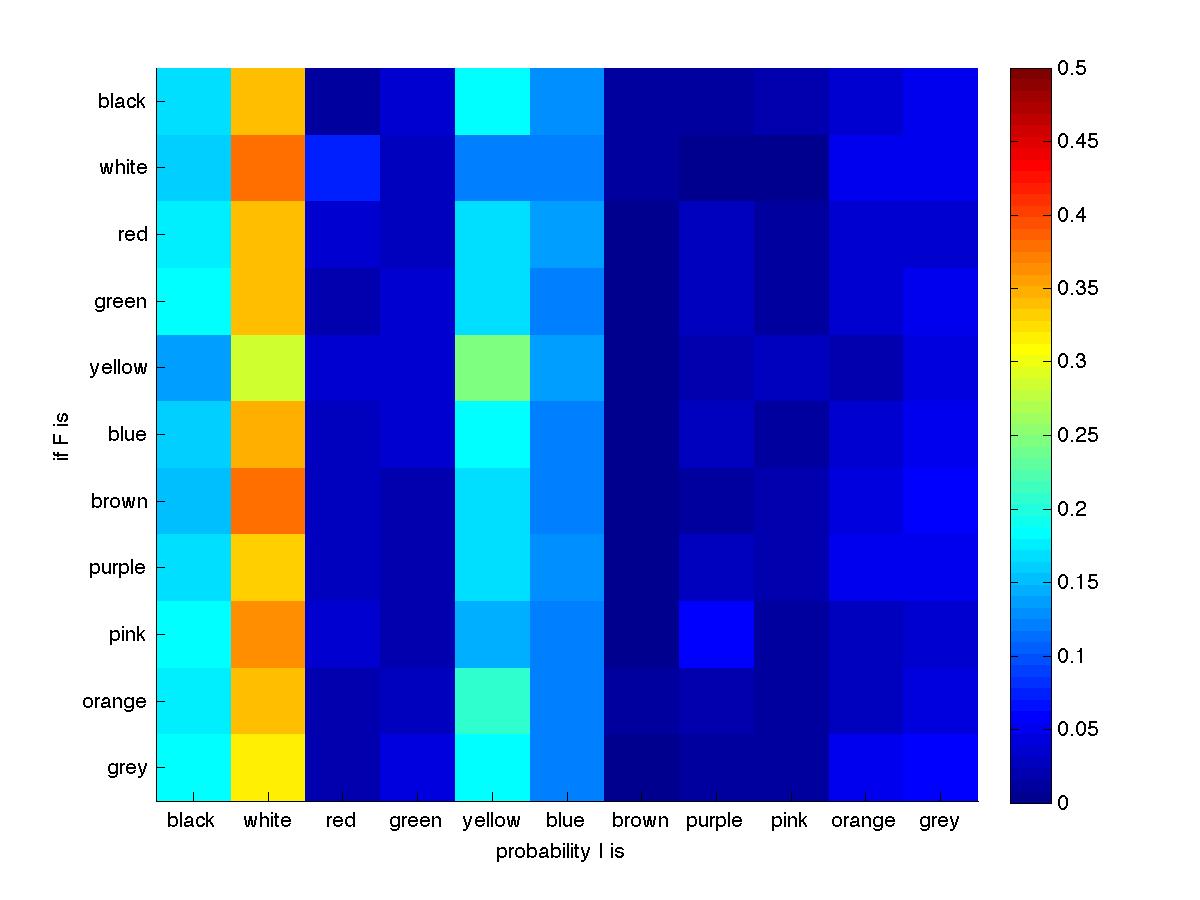 black
white
red
green
yellow
blue
brown
purple
pink
orange
grey
if F is
black white red green yellow blue brown purple pink orange grey
probability I is
0.5
0.45
0.4
0.35
0.3
0.25
0.2
0.15
0.1
0.05
0